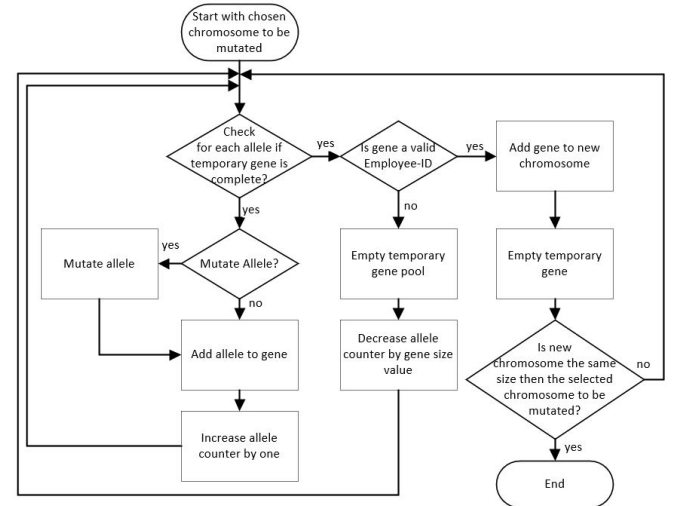 Start with chosen
chromosome to be
mutated
Check
for each allele if
temporary gene is
complete?
yes
Is gene a valid
Employee-ID
yes
Add gene to new
chromosome
yes
no
Mutate allele
yes
Mutate Allele?
Empty temporary
gene pool
Empty temporary
gene
no
Add allele to gene
Decrease allele
counter by gene size
value
Is new
chromosome the same
size then the selected
chromosome to be
mutated?
no
Increase allele
counter by one
yes
End